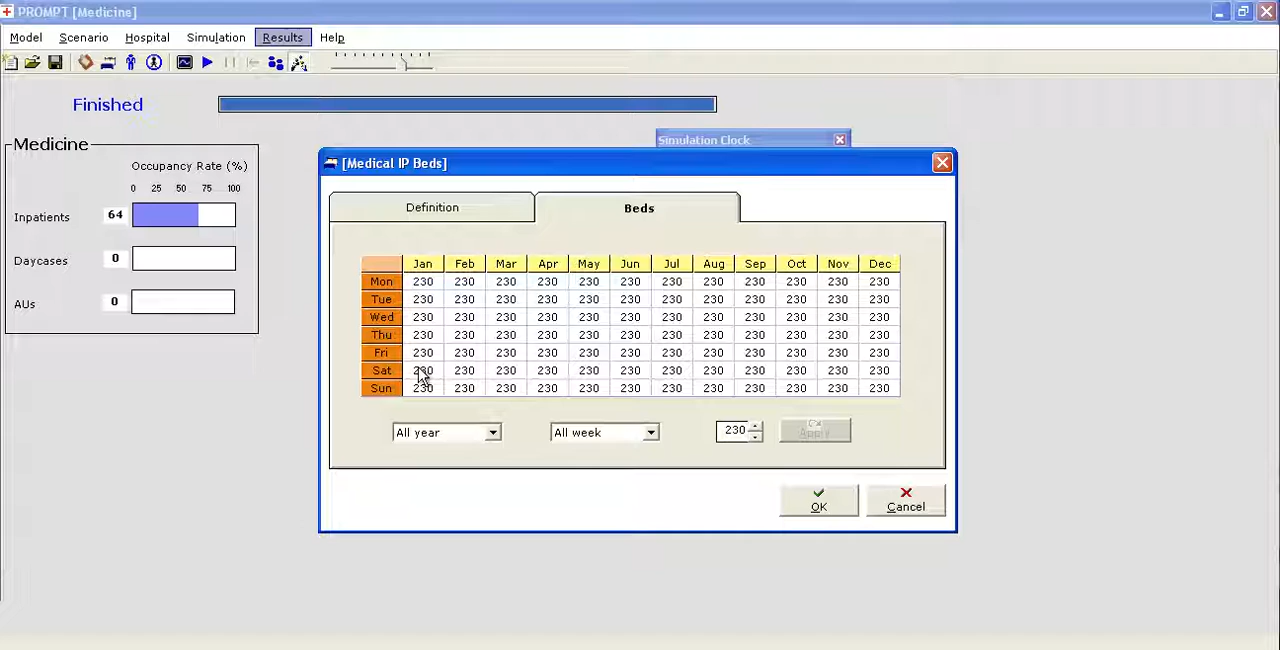 PROMPT [Medicine]
Model Scenario Hospital Simulation Results Help
Finished
Simulation Clock
Medicine
Occupancy Rate (%)
0 25 50 75 100
Inpatients 64
Daycases 0
AUs 0
[Medical IP Beds]
Definition Beds
Jan Feb Mar Apr May Jun Jul Aug Sep Oct Nov Dec
Mon 230 230 230 230 230 230 230 230 230 230 230 230
Tue 230 230 230 230 230 230 230 230 230 230 230 230
Wed 230 230 230 230 230 230 230 230 230 230 230 230
Thu 230 230 230 230 230 230 230 230 230 230 230 230
Fri 230 230 230 230 230 230 230 230 230 230 230 230
Sat 230 230 230 230 230 230 230 230 230 230 230 230
Sun 230 230 230 230 230 230 230 230 230 230 230 230
All year All week 230 Apply
OK Cancel